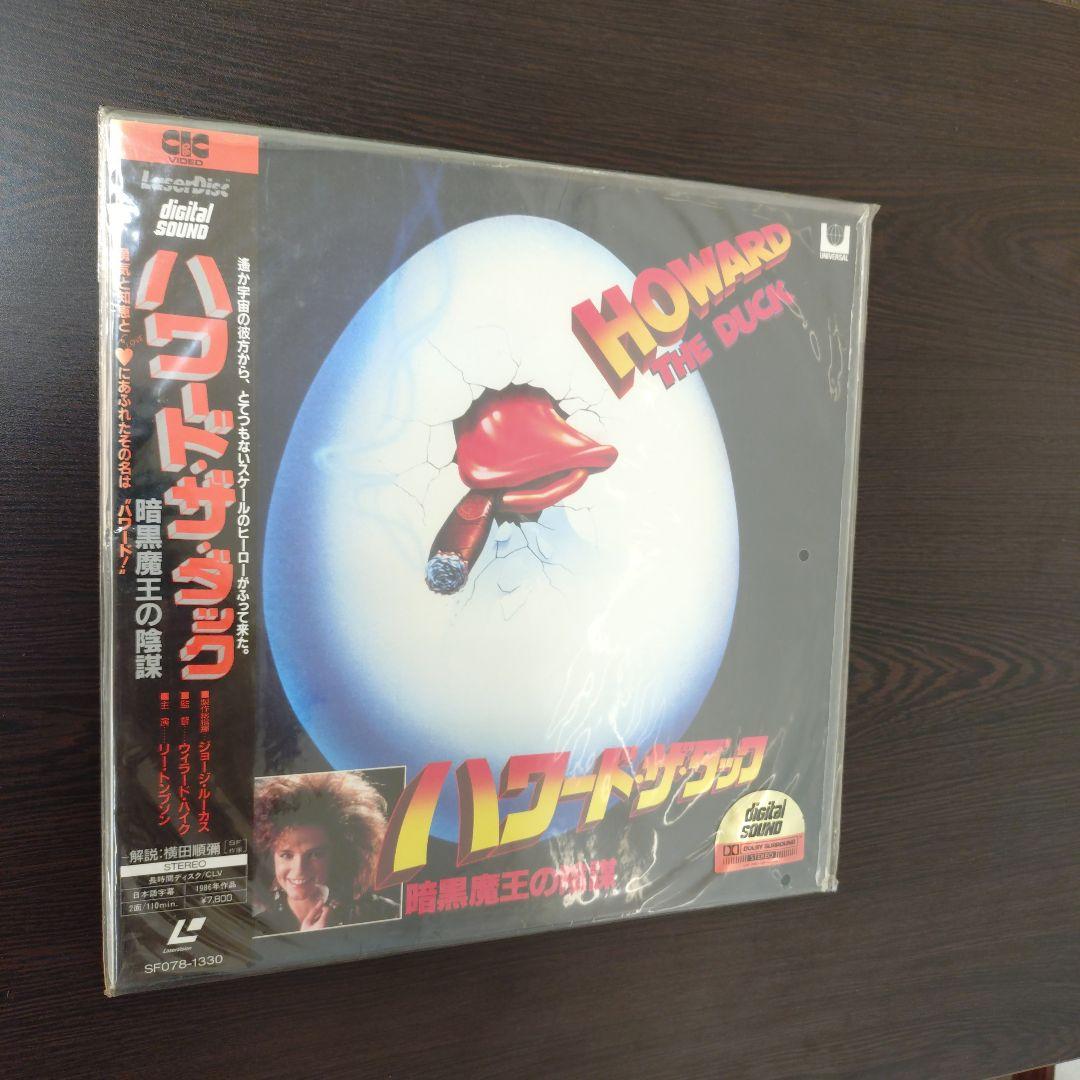 CIC
VIDEO
LaserDisc
digital
SOUND
遥か宇宙の彼方から、とてつもないスケールのヒーローがふって来た。
ハワード・ザ・ダック
暗黒魔王の陰謀
勇気と知恵と♥にあふれたその名は“ハワード!”
■製作総指揮 ジョージ・ルーカス
■監督……ウィラード・ハイク
■主演……リー・トンプソン
解説:横田順彌 SF作家
STEREO
長時間ディスク/CLV
日本語字幕 1986年作品
2面/110min. ¥7,800
LaserVision
SF078-1330
UNIVERSAL
HOWARD
THE DUCK
ハワード・ザ・ダック
暗黒魔王の陰謀
digital
SOUND
DOLBY SURROUND
STEREO